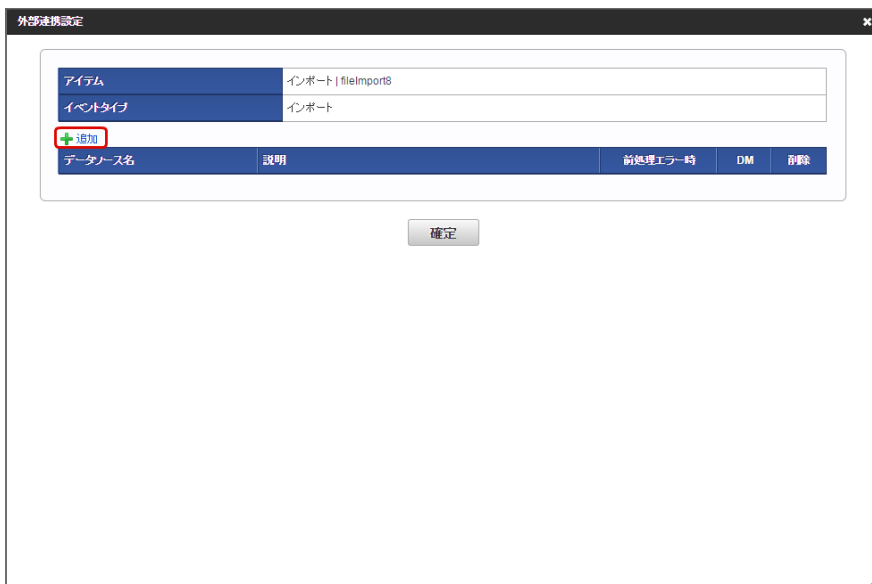 外部連携設定
アイテム インポート | fileImport8
イベントタイプ インポート
追加
データソース名 説明 前処理エラー時 DM 削除
確定